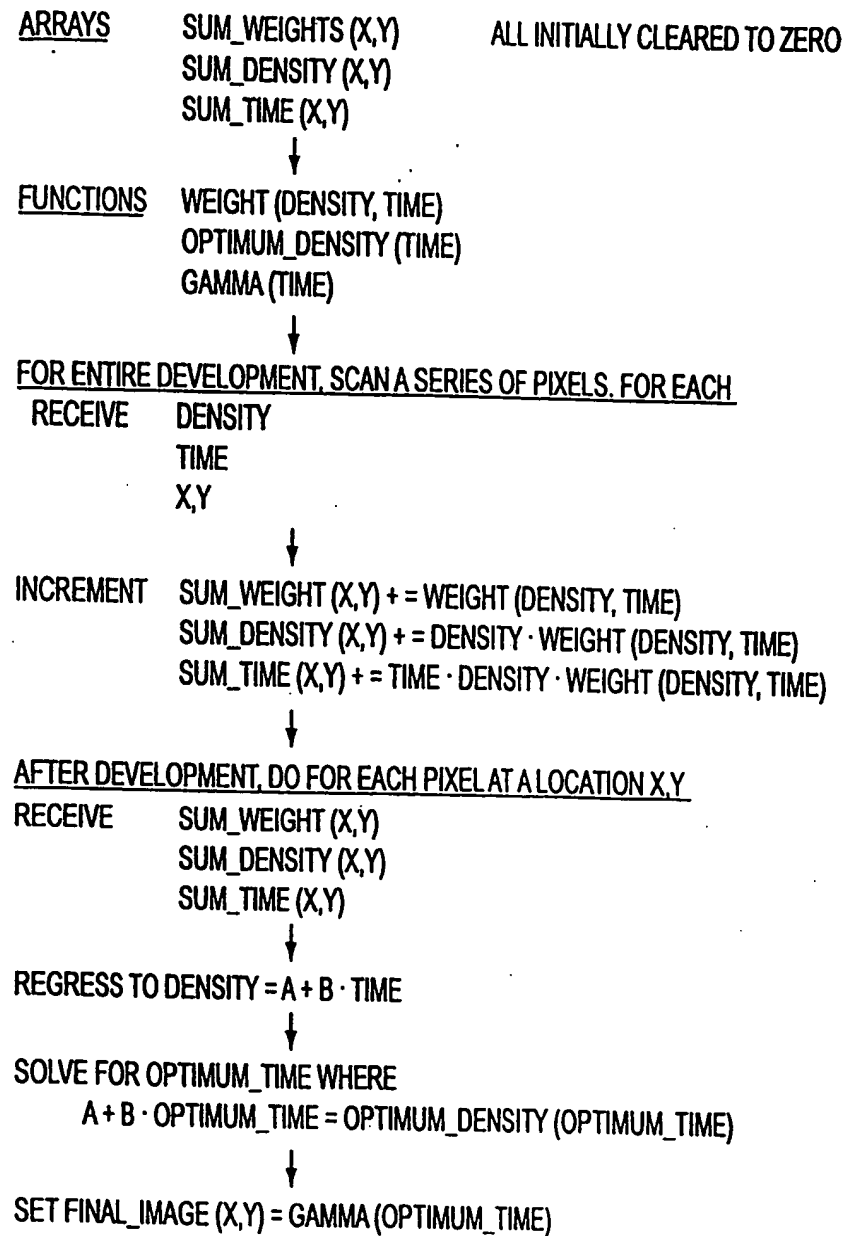 ARRAYS SUM_WEIGHTS (X,Y) ALL INITIALLY CLEARED TO ZERO
SUM_DENSITY (X,Y)
SUM_TIME (X,Y)
FUNCTIONS WEIGHT (DENSITY, TIME)
OPTIMUM_DENSITY (TIME)
GAMMA (TIME)
FOR ENTIRE DEVELOPMENT, SCAN A SERIES OF PIXELS. FOR EACH
RECEIVE DENSITY
TIME
X,Y
INCREMENT SUM_WEIGHT (X,Y) + = WEIGHT (DENSITY, TIME)
SUM_DENSITY (X,Y) + = DENSITY · WEIGHT (DENSITY, TIME)
SUM_TIME (X,Y) + = TIME · DENSITY · WEIGHT (DENSITY, TIME)
AFTER DEVELOPMENT, DO FOR EACH PIXEL AT A LOCATION X,Y
RECEIVE SUM_WEIGHT (X,Y)
SUM_DENSITY (X,Y)
SUM_TIME (X,Y)
REGRESS TO DENSITY = A + B · TIME
SOLVE FOR OPTIMUM_TIME WHERE
A + B · OPTIMUM_TIME = OPTIMUM_DENSITY (OPTIMUM_TIME)
SET FINAL_IMAGE (X,Y) = GAMMA (OPTIMUM_TIME)